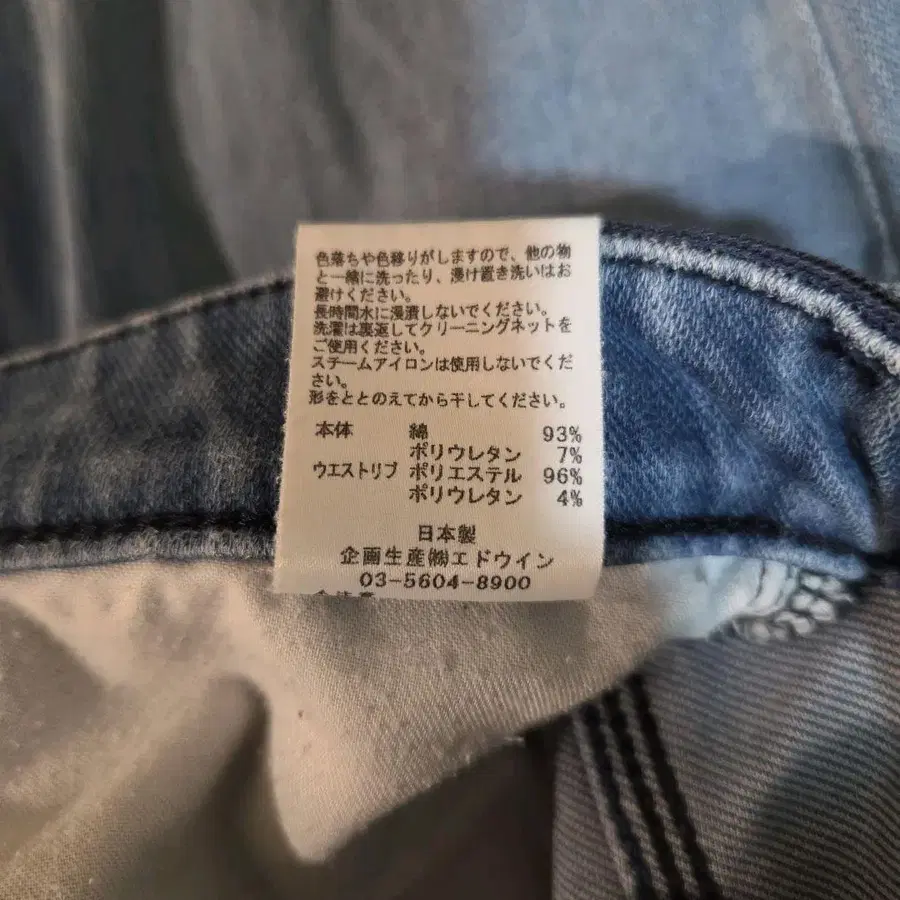 色落ちや色移りがしますので、他の物
と一緒に洗ったり、浸け置き洗いはお
避けください。
長時間水に浸漬しないでください。
洗濯は裏返してクリーニングネットを
ご使用ください。
スチームアイロンは使用しないでくだ
さい。
形をととのえてから干してください。
本体 綿 93%
ポリウレタン 7%
ウエストリブ ポリエステル 96%
ポリウレタン 4%
日本製
企画生産㈱エドウイン
03-5604-8900